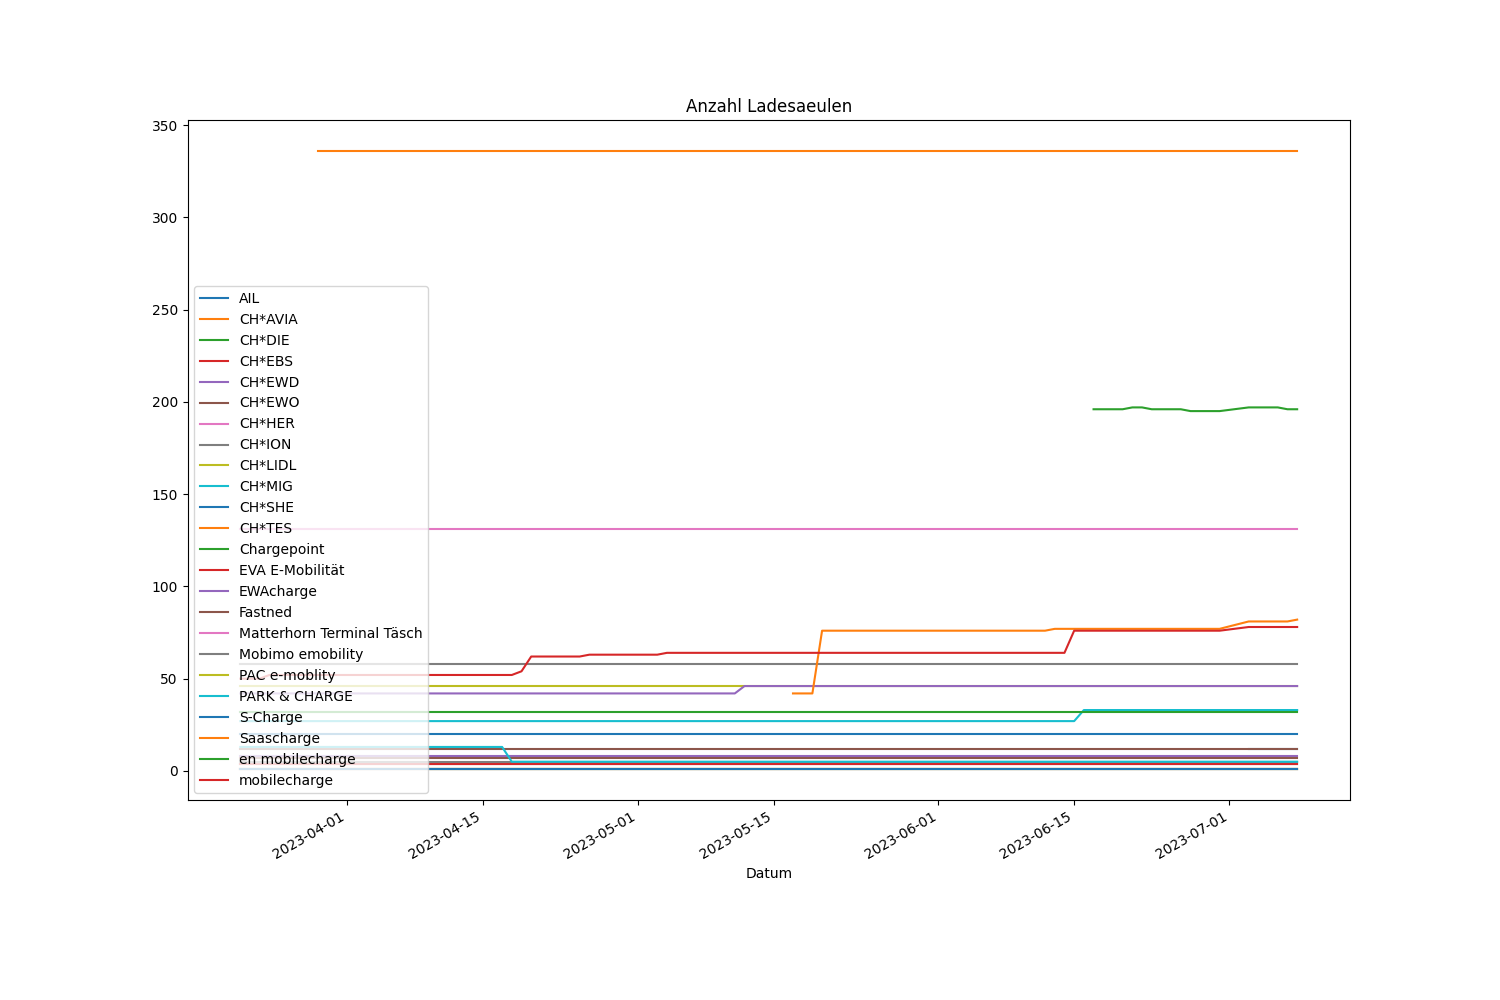 Anzahl Ladesaeulen
350
300
250
200
150
100
50
0
AIL
CH*AVIA
CH*DIE
CH*EBS
CH*EWD
CH*EWO
CH*HER
CH*ION
CH*LIDL
CH*MIG
CH*SHE
CH*TES
Chargepoint
EVA E-Mobilität
EWAcharge
Fastned
Matterhorn Terminal Täsch
Mobimo emobility
PAC e-moblity
PARK & CHARGE
S-Charge
Saascharge
en mobilecharge
mobilecharge
2023-04-01
2023-04-15
2023-05-01
2023-05-15
2023-06-01
2023-06-15
2023-07-01
Datum